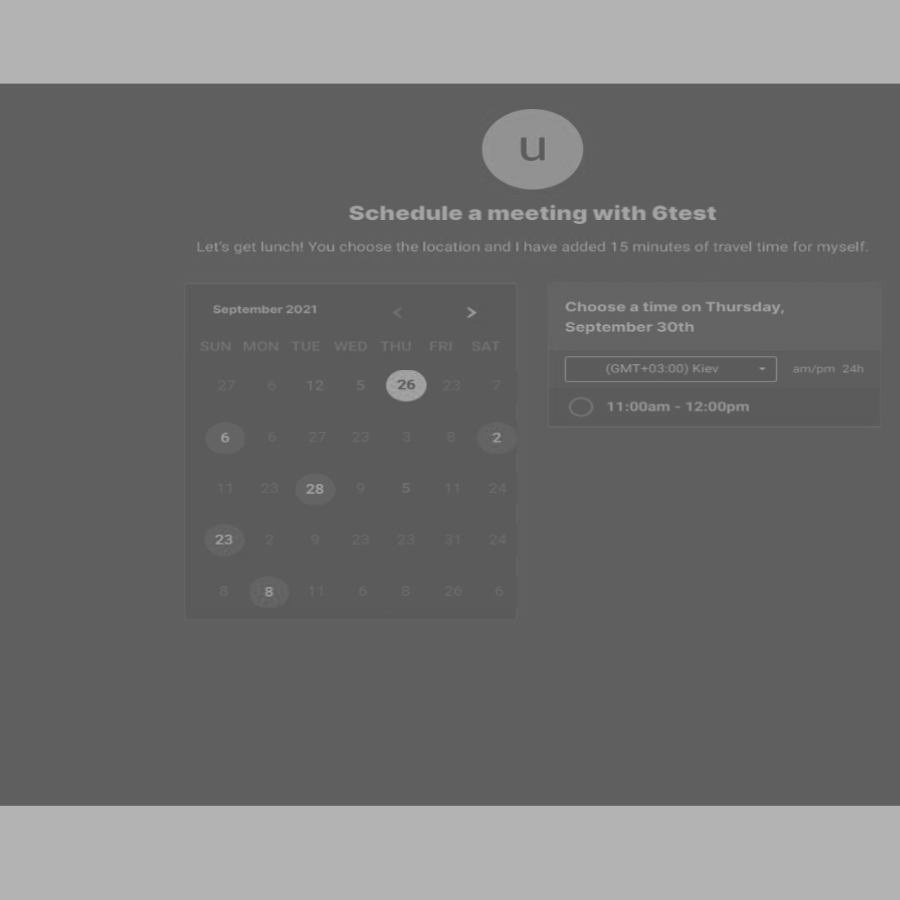 u
Schedule a meeting with 6test
Let's get lunch! You choose the location and I have added 15 minutes of travel time for myself.
September 2021 < >
SUN MON TUE WED THU FRI SAT
27 6 12 5 26 23 7
6 6 27 23 3 8 2
11 23 28 9 5 11 24
23 2 9 23 23 31 24
8 8 11 6 8 26 6
Choose a time on Thursday,
September 30th
(GMT+03:00) Kiev am/pm 24h
11:00am - 12:00pm